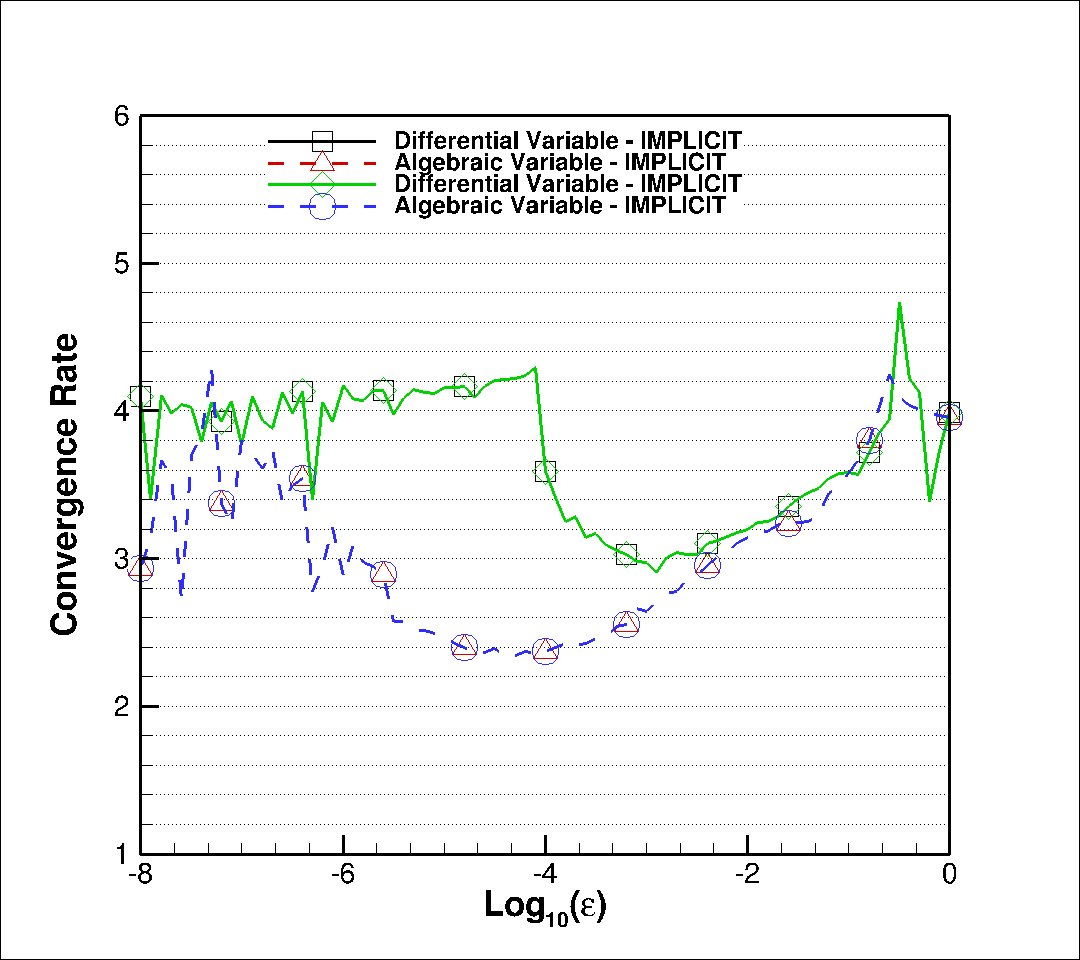 6
Differential Variable - IMPLICIT
Algebraic Variable - IMPLICIT
Differential Variable - IMPLICIT
Algebraic Variable - IMPLICIT
5
4
3
2
1
Convergence Rate
-8 -6 -4 -2 0
Log10(ε)